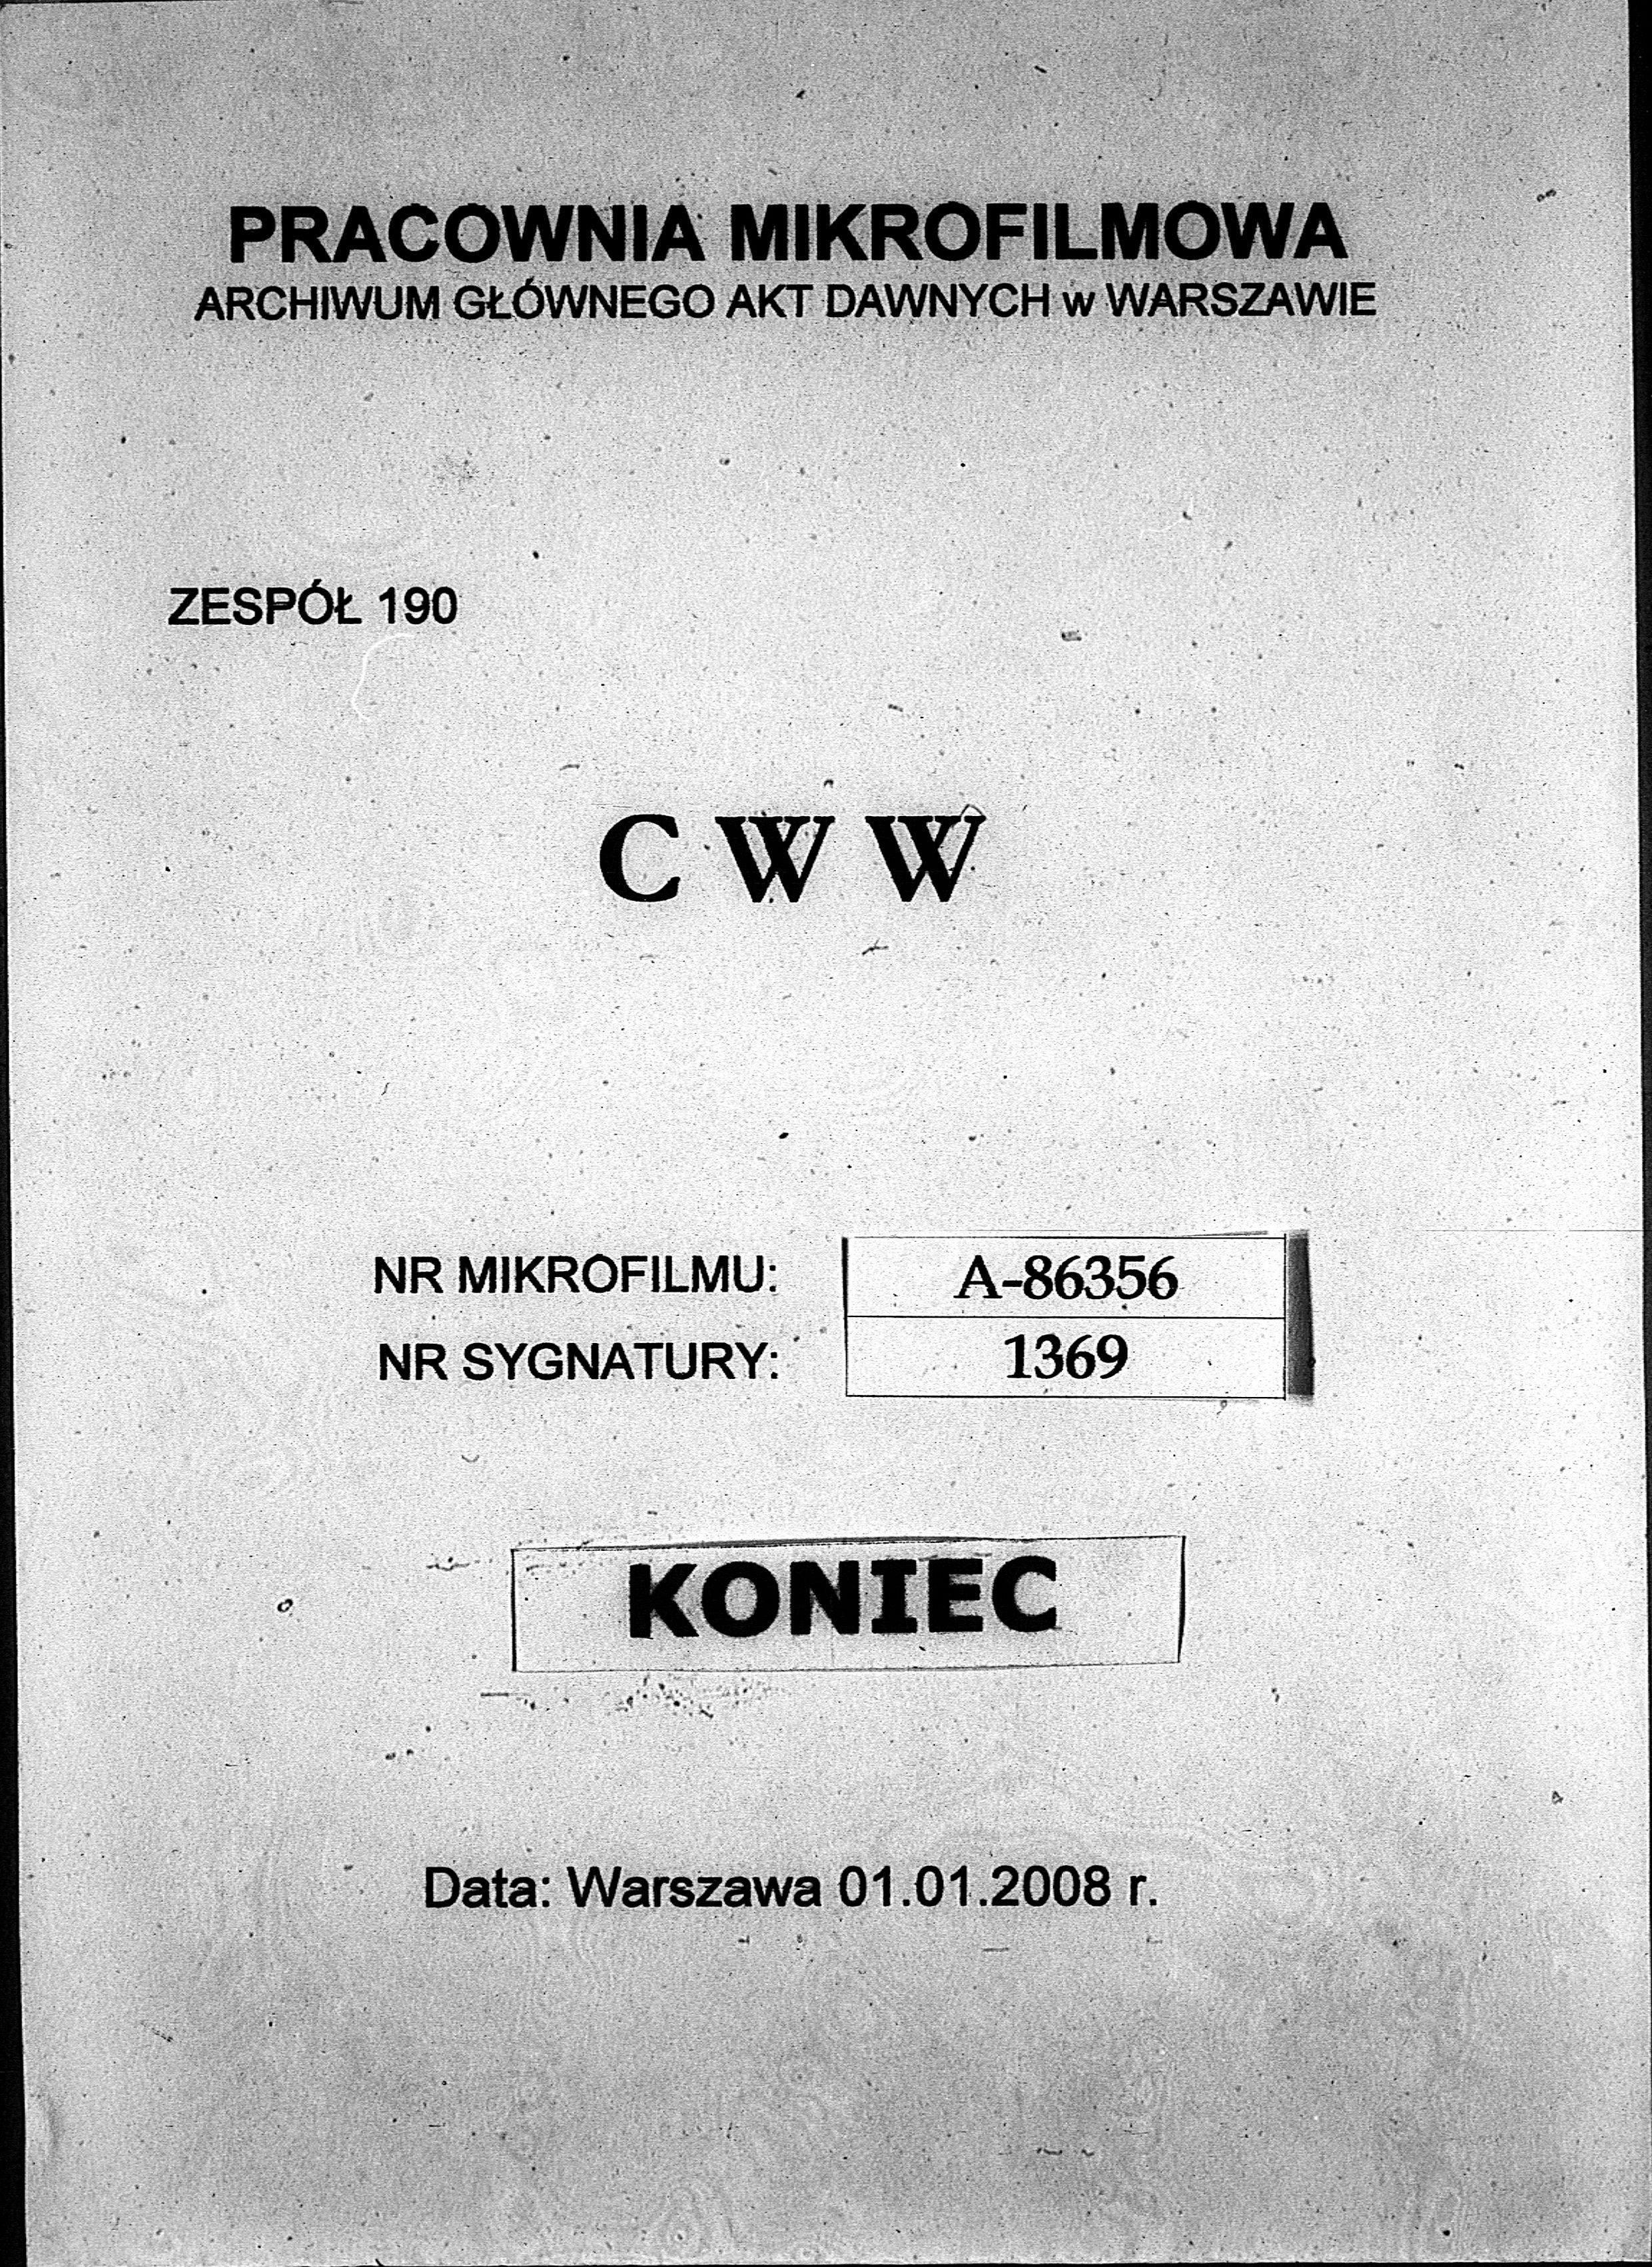 PRACOWNIA MIKROFILMOWA
ARCHIWUM GŁÓWNEGO AKT DAWNYCH w WARSZAWIE
ZESPÓŁ 190
C W W
NR MIKROFILMU: A-86356
NR SYGNATURY: 1369
KONIEC
Data: Warszawa 01.01.2008 r.